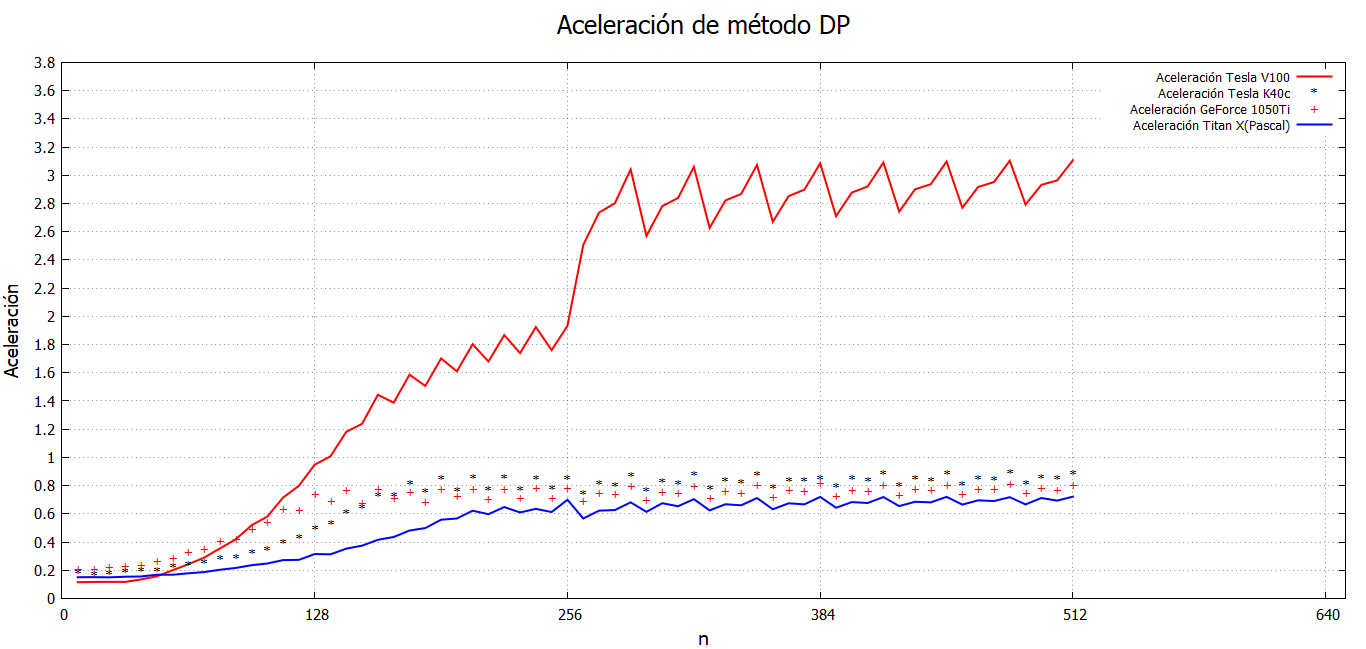 Aceleración de método DP
3.8
3.6
3.4
3.2
3
2.8
2.6
2.4
2.2
2
1.8
1.6
1.4
1.2
1
0.8
0.6
0.4
0.2
0
Aceleración
Aceleración Tesla V100
Aceleración Tesla K40c
Aceleración GeForce 1050Ti
Aceleración Titan X(Pascal)
0 128 256 384 512 640
n